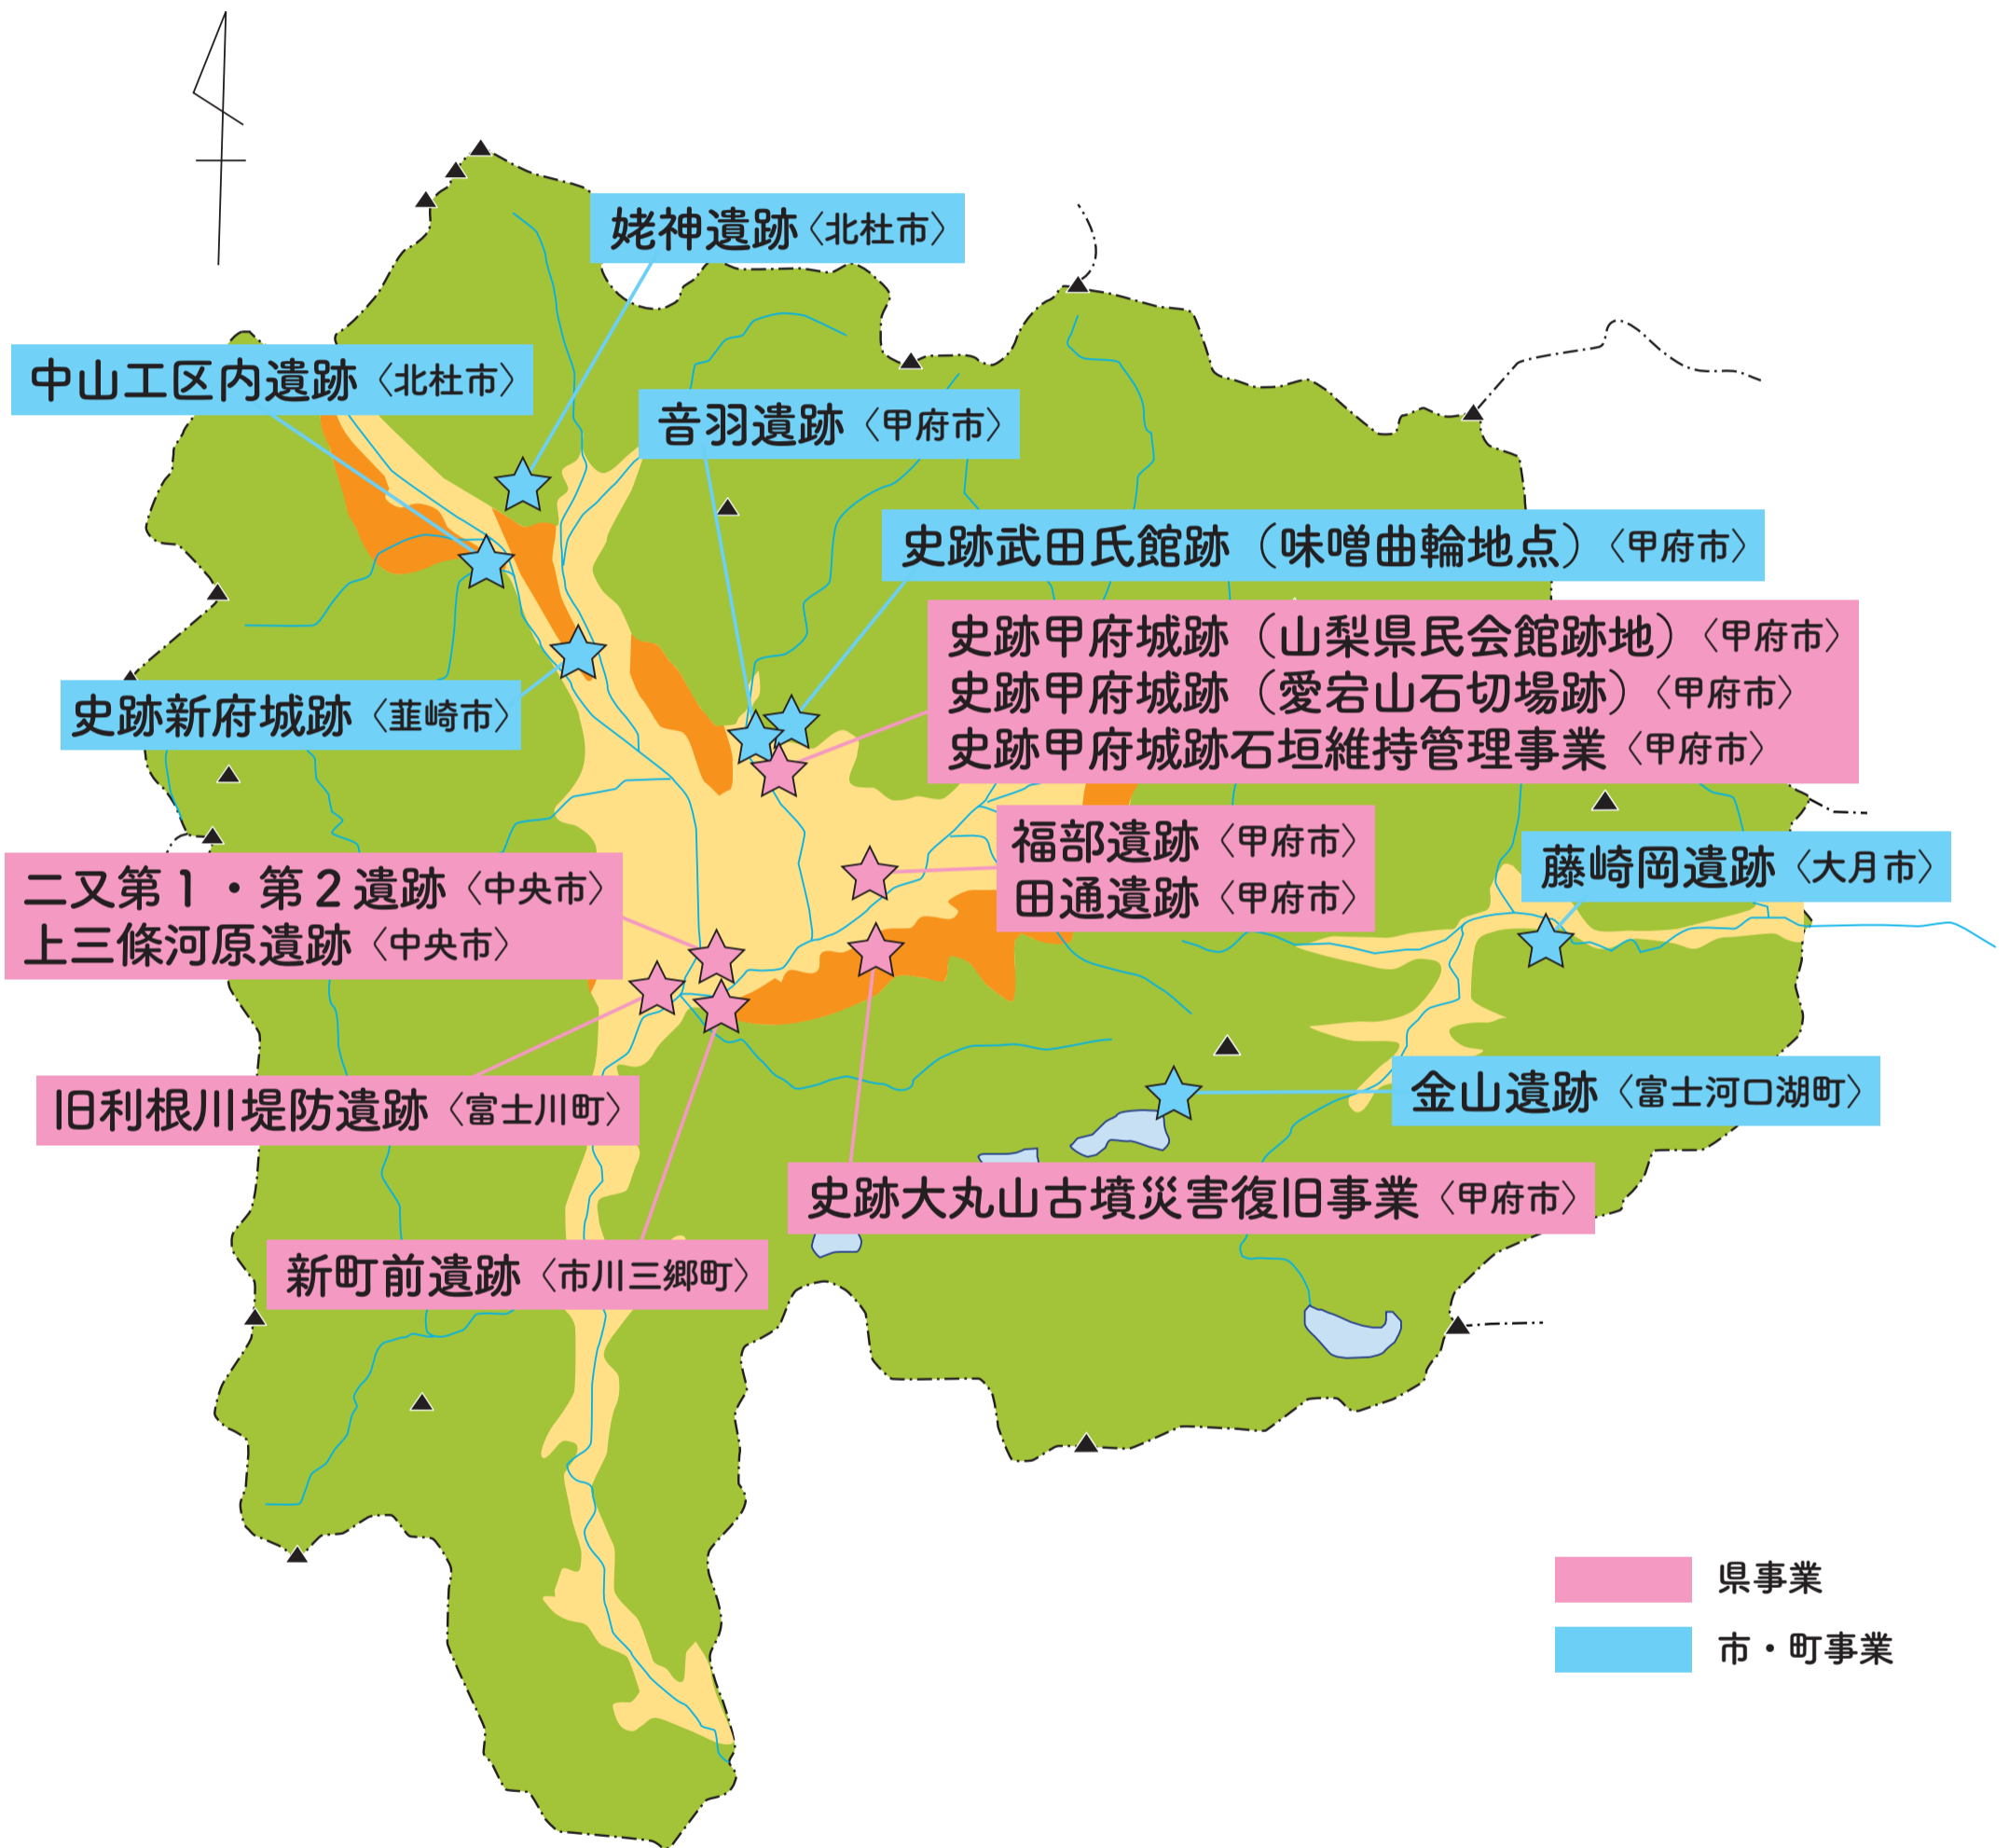 姥神遺跡〈北杜市〉
中山工区内遺跡〈北杜市〉
音羽遺跡〈甲府市〉
史跡武田氏館跡（味噌曲輪地点）〈甲府市〉
史跡甲府城跡（山梨県民会館跡地）〈甲府市〉
史跡甲府城跡（愛宕山石切場跡）〈甲府市〉
史跡甲府城跡石垣維持管理事業〈甲府市〉
史跡新府城跡〈韮崎市〉
福部遺跡〈甲府市〉
田通遺跡〈甲府市〉
藤崎岡遺跡〈大月市〉
二又第１・第２遺跡〈中央市〉
上三條河原遺跡〈中央市〉
旧利根川堤防遺跡〈富士川町〉
金山遺跡〈富士河口湖町〉
史跡大丸山古墳災害復旧事業〈甲府市〉
新町前遺跡〈市川三郷町〉
県事業
市・町事業